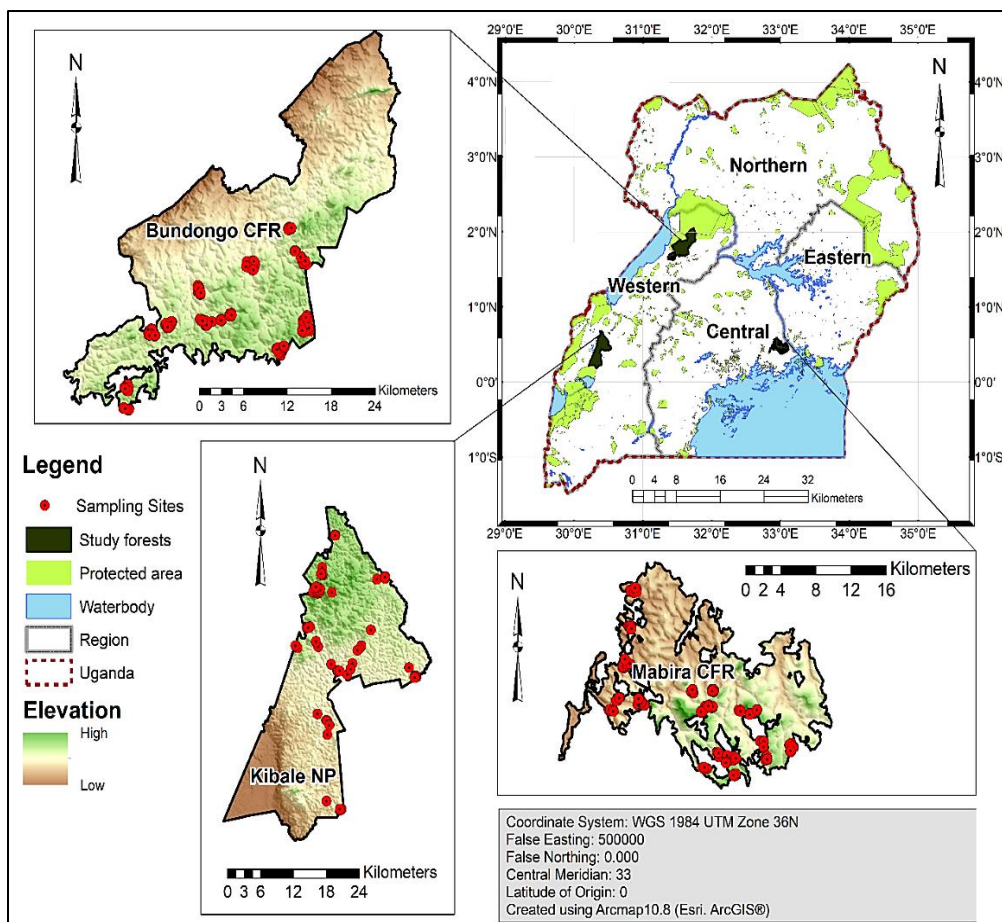 N
Bundongo CFR
0 3 6 12 18 24
Kilometers
29°0'E 30°0'E 31°0'E 32°0'E 33°0'E 34°0'E 35°0'E
4°0'N
3°0'N
2°0'N
1°0'N
0°0'
1°0'S
4°0'N
3°0'N
2°0'N
1°0'N
0°0'
1°0'S
N
Northern
Eastern
Western
Central
0 2 4 8 16 24 32
Kilometers
29°0'E 30°0'E 31°0'E 32°0'E 33°0'E 34°0'E 35°0'E
Legend
Sampling Sites
Study forests
Protected area
Waterbody
Region
Uganda
Elevation
High
Low
N
Kibale NP
Kilometers
0 3 6 12 18 24
N
Kilometers
0 2 4 8 12 16
Mabira CFR
Coordinate System: WGS 1984 UTM Zone 36N
False Easting: 500000
False Northing: 0.000
Central Meridian: 33
Latitude of Origin: 0
Created using Arcmap10.8 (Esri. ArcGIS®)